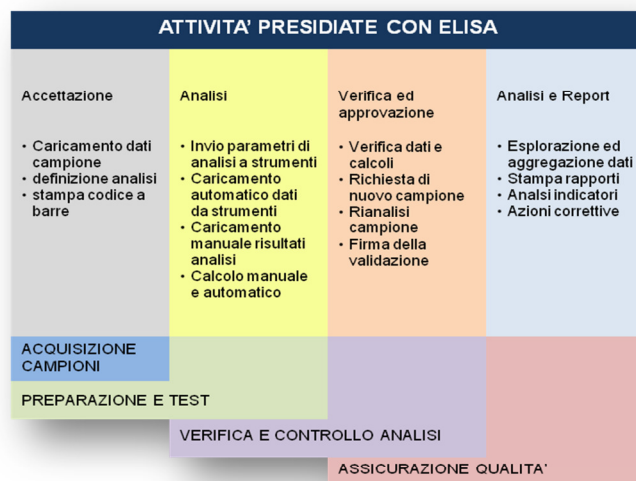 ATTIVITA' PRESIDIATE CON ELISA
Accettazione
• Caricamento dati
campione
• definizione analisi
• stampa codice a
barre
Analisi
• Invio parametri di
analisi a strumenti
• Caricamento
automatico dati
da strumenti
• Caricamento
manuale risultati
analisi
• Calcolo manuale
e automatico
Verifica ed
approvazione
• Verifica dati e
calcoli
• Richiesta di
nuovo campione
• Rianalisi
campione
• Firma della
validazione
Analisi e Report
• Esplorazione ed
aggregazione dati
• Stampa rapporti
• Analsi indicatori
• Azioni correttive
ACQUISIZIONE
CAMPIONI
PREPARAZIONE E TEST
VERIFICA E CONTROLLO ANALISI
ASSICURAZIONE QUALITA'